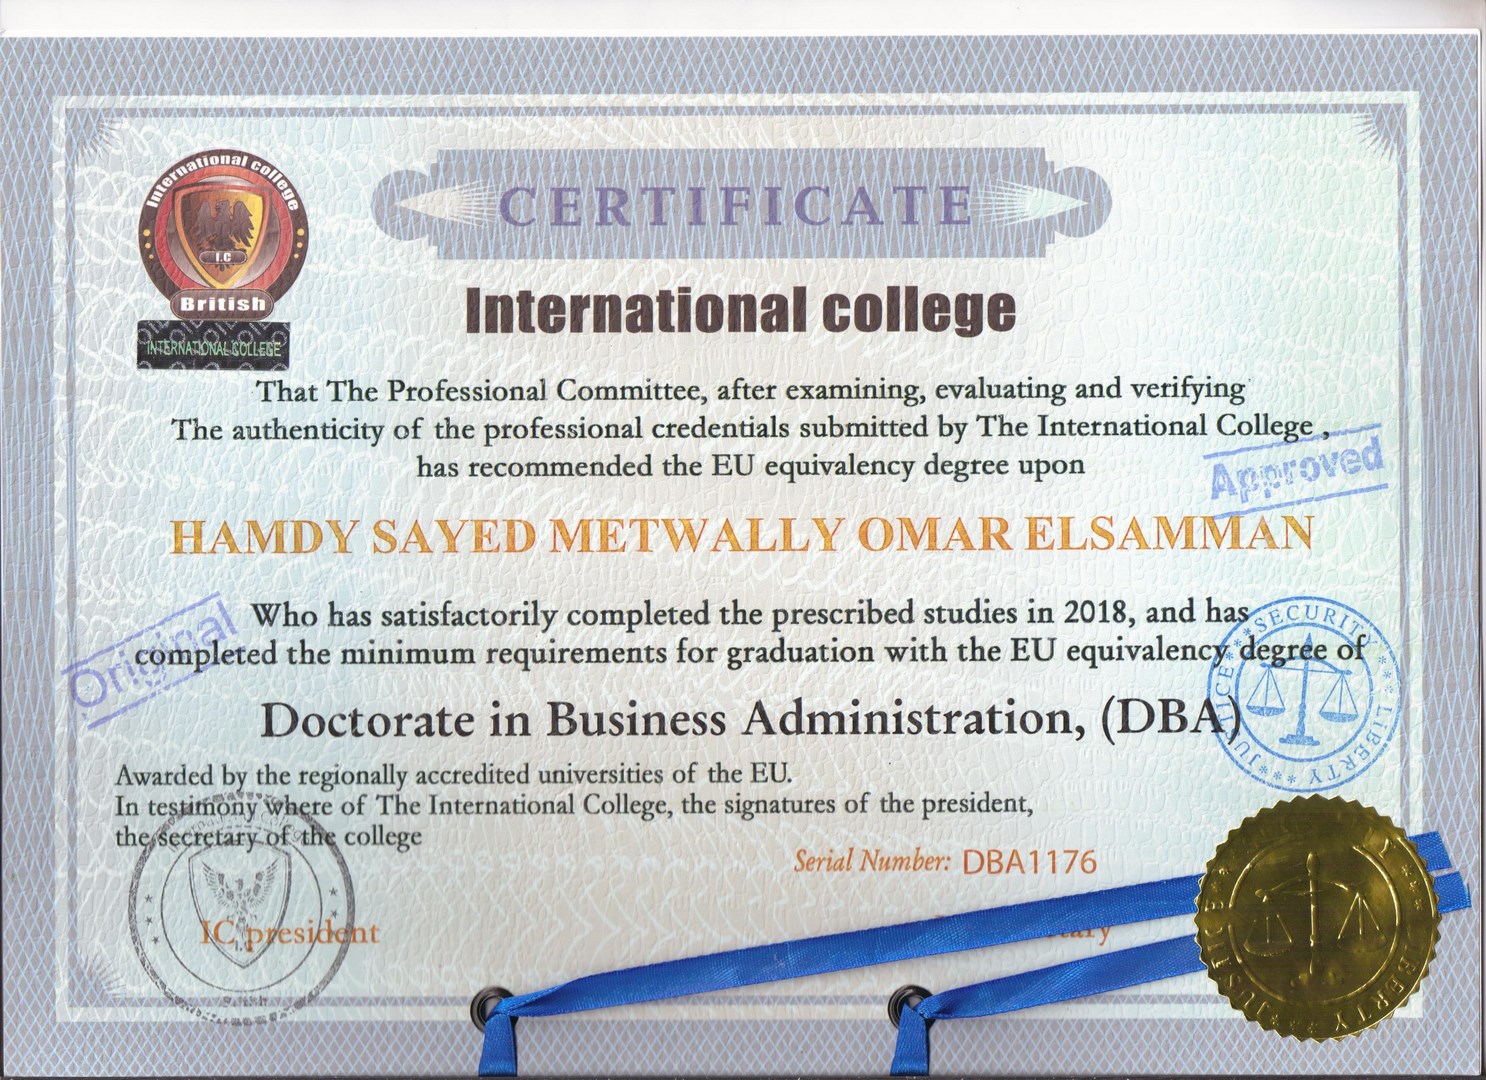 International college
I.C
British
INTERNATIONAL COLLEGE
CERTIFICATE
International college
That The Professional Committee, after examining, evaluating and verifying
The authenticity of the professional credentials submitted by The International College ,
has recommended the EU equivalency degree upon
Approved
HAMDY SAYED METWALLY OMAR ELSAMMAN
Original
Who has satisfactorily completed the prescribed studies in 2018, and has
completed the minimum requirements for graduation with the EU equivalency degree of
SECURITY LIBERTY JUSTICE
Doctorate in Business Administration, (DBA)
Awarded by the regionally accredited universities of the EU.
In testimony where of The International College, the signatures of the president,
the secretary of the college
Serial Number: DBA1176
IC president
JUSTICE